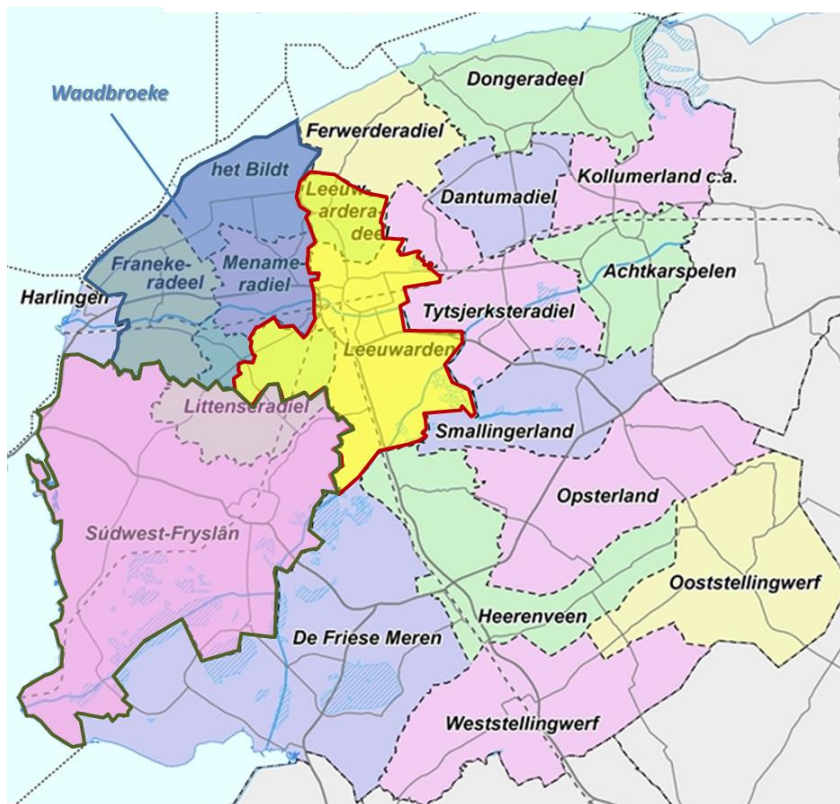 Dongeradeel
Waadbroeke
Ferwerderadiel
het Bildt
Kollumerland c.a.
Dantumadiel
Leeuw-
ardera-
deel
Franeke-
radeel
Mename-
radiel
Achtkarspelen
Harlingen
Tytsjerksteradiel
Leeuwarden
Littenseradiel
Smallingerland
Opsterland
Súdwest-Fryslân
Ooststellingwerf
Heerenveen
De Friese Meren
Weststellingwerf